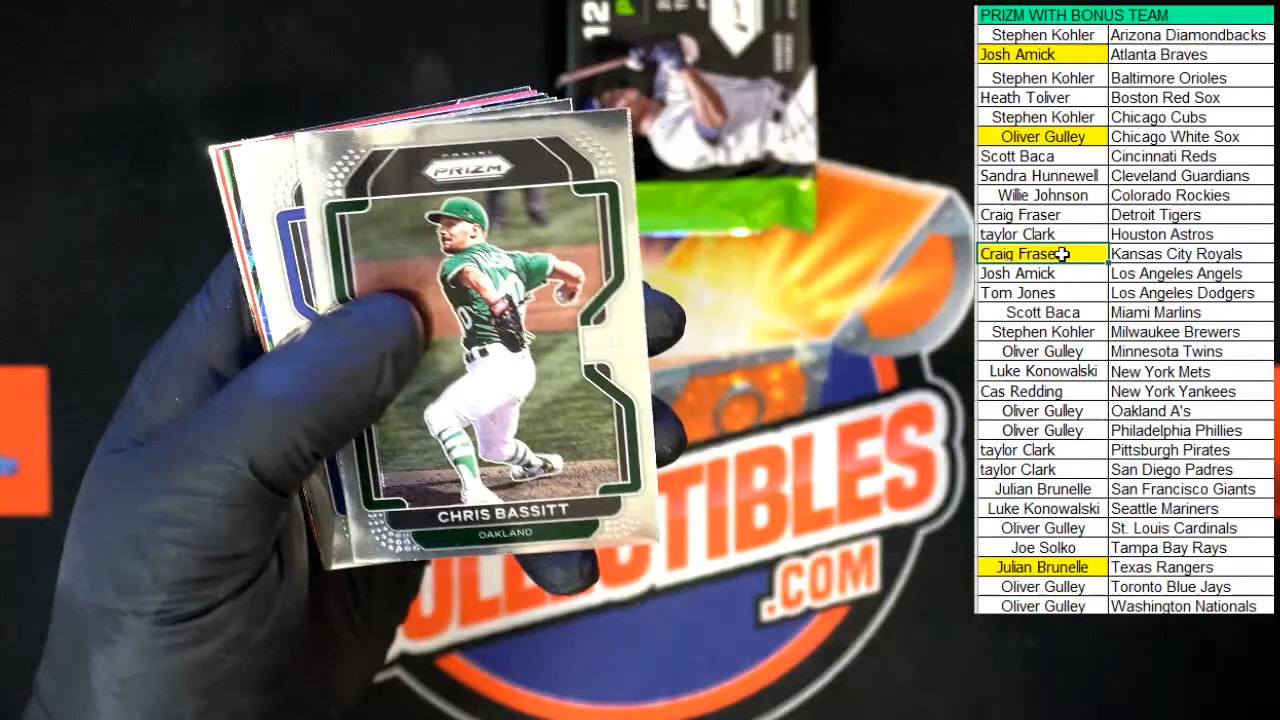 PRIZM WITH BONUS TEAM
Stephen Kohler Arizona Diamondbacks
Josh Amick Atlanta Braves
Stephen Kohler Baltimore Orioles
Heath Toliver Boston Red Sox
Stephen Kohler Chicago Cubs
Oliver Gulley Chicago White Sox
Scott Baca Cincinnati Reds
Sandra Hunnewell Cleveland Guardians
Willie Johnson Colorado Rockies
Craig Fraser Detroit Tigers
taylor Clark Houston Astros
Craig Frase Kansas City Royals
Josh Amick Los Angeles Angels
Tom Jones Los Angeles Dodgers
Scott Baca Miami Marlins
Stephen Kohler Milwaukee Brewers
Oliver Gulley Minnesota Twins
Luke Konowalski New York Mets
Cas Redding New York Yankees
Oliver Gulley Oakland A's
Oliver Gulley Philadelphia Phillies
taylor Clark Pittsburgh Pirates
taylor Clark San Diego Padres
Julian Brunelle San Francisco Giants
Luke Konowalski Seattle Mariners
Oliver Gulley St. Louis Cardinals
Joe Solko Tampa Bay Rays
Julian Brunelle Texas Rangers
Oliver Gulley Toronto Blue Jays
Oliver Gulley Washington Nationals
12
PANINI
PRIZM
CHRIS BASSITT
OAKLAND
LLECTIBLES
.COM